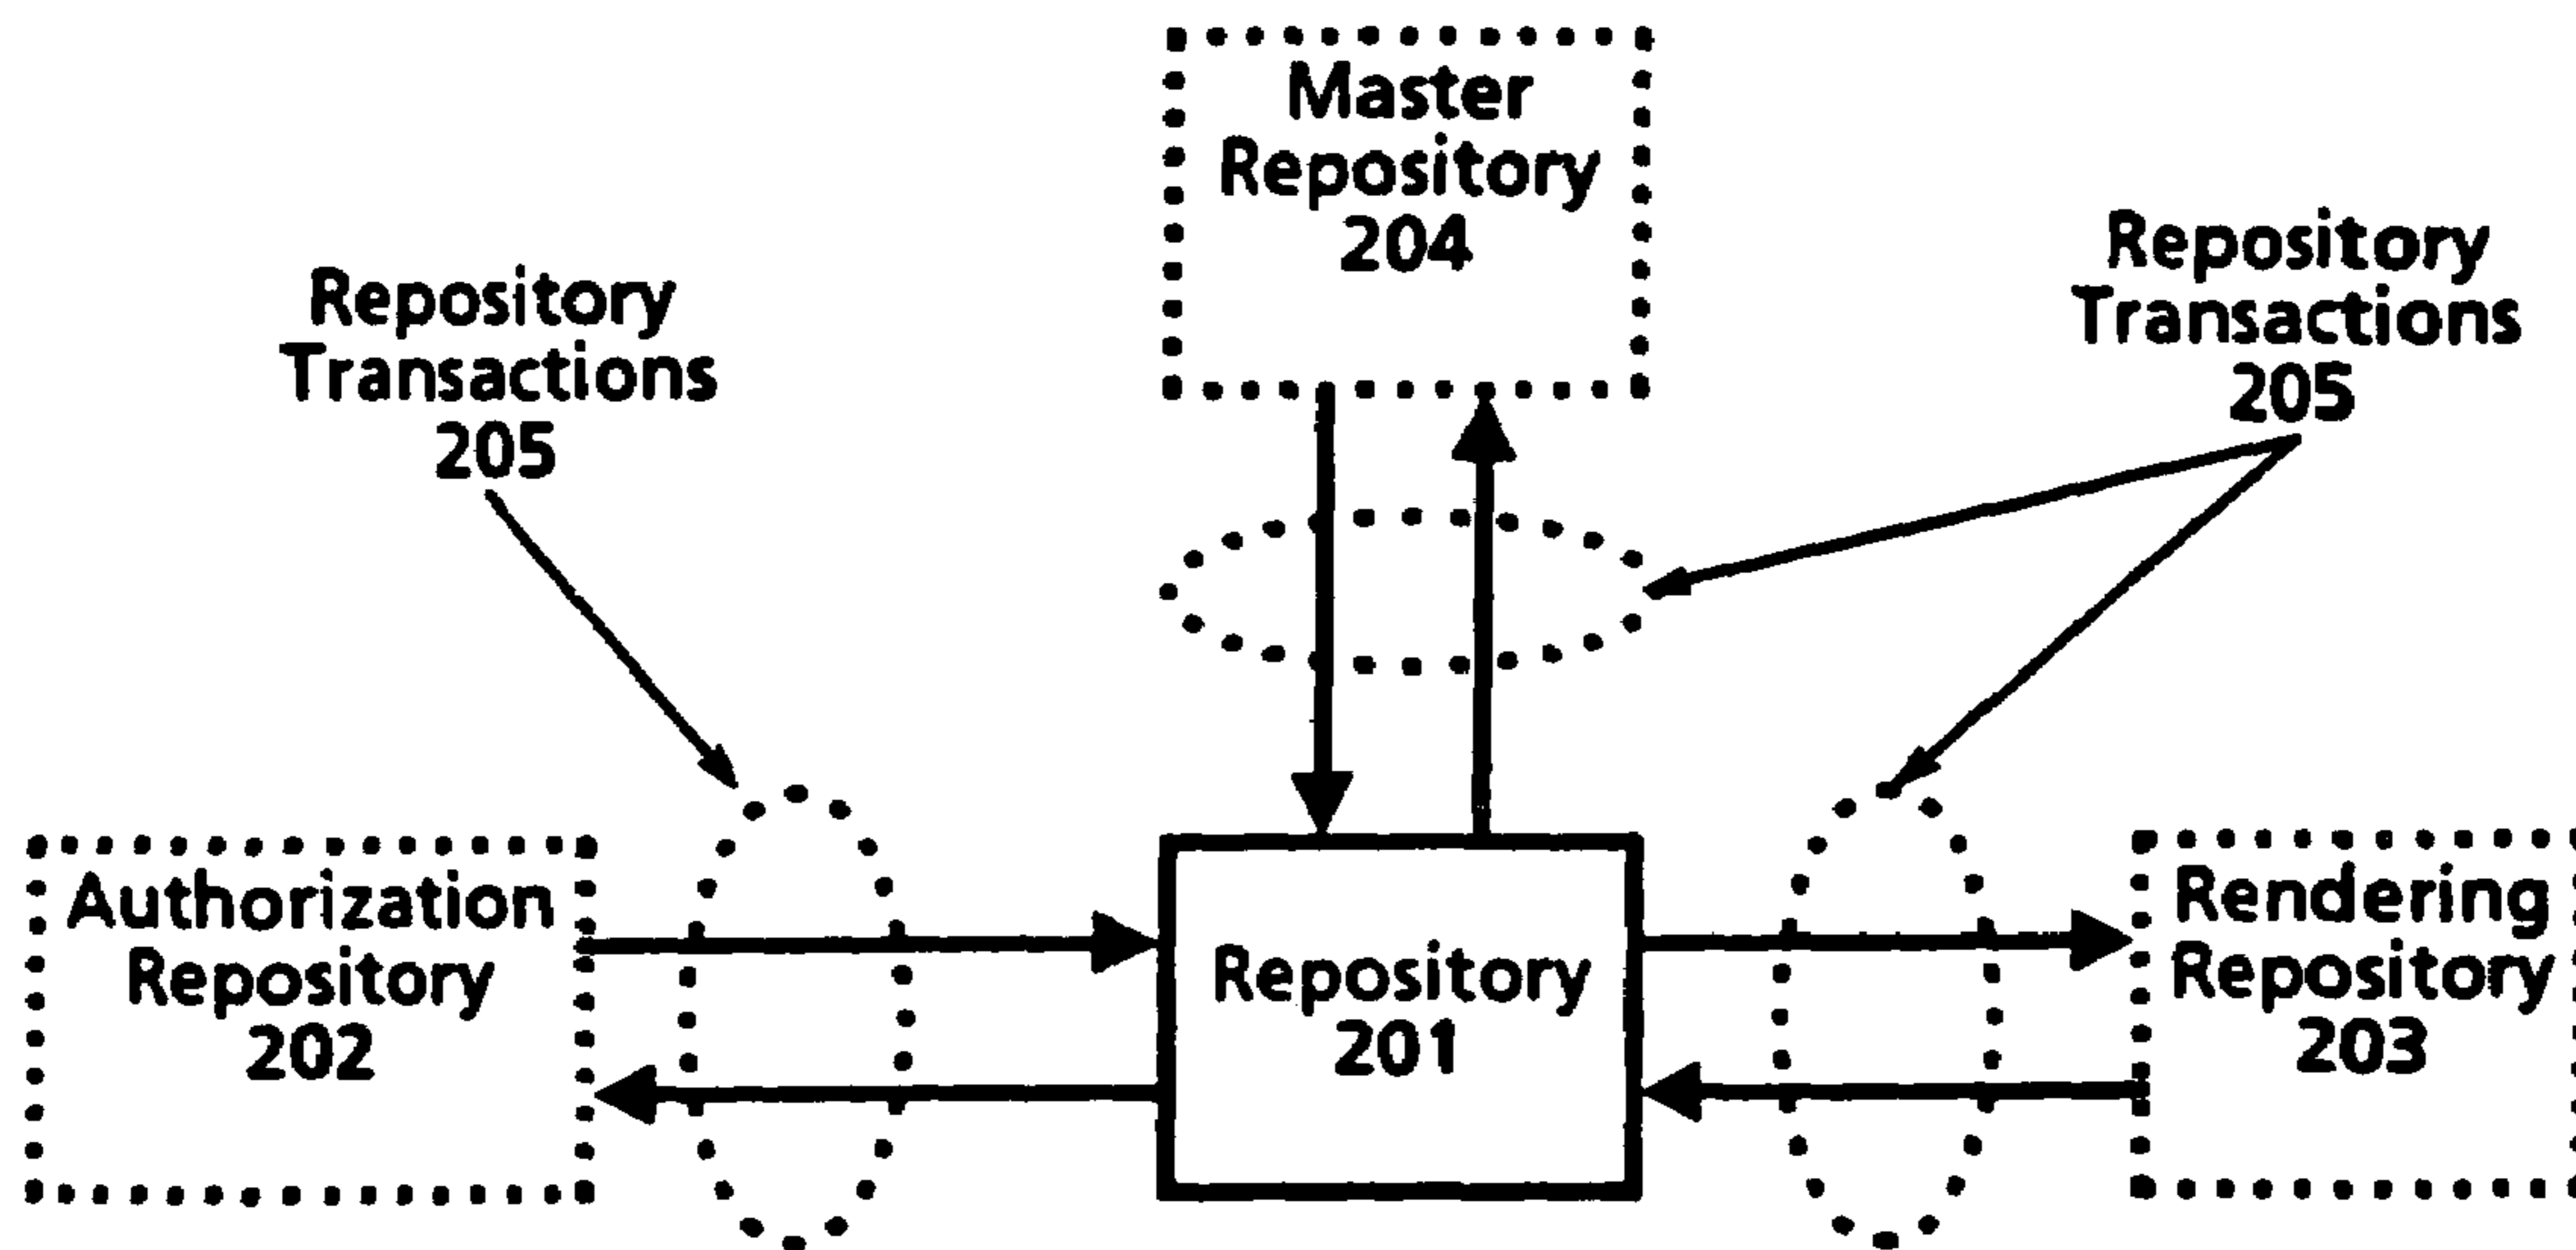 Master
Repository
204
Repository
Transactions
205
Repository
Transactions
205
Authorization
Repository
202
Repository
201
Rendering
Repository
203